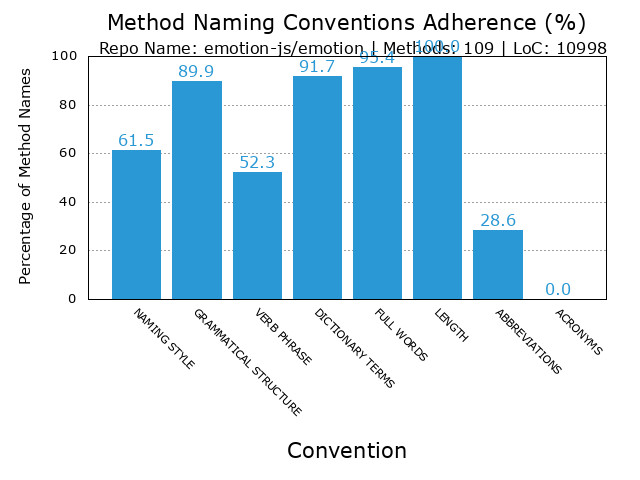 Method Naming Conventions Adherence (%)
Repo Name: emotion-js/emotion | Methods: 109 | LoC: 10998
Percentage of Method Names
100
80
60
40
20
0
61.5
89.9
52.3
91.7
95.4
100.0
28.6
0.0
NAMING STYLE
GRAMMATICAL STRUCTURE
VERB PHRASE
DICTIONARY TERMS
FULL WORDS
LENGTH
ABBREVIATIONS
ACRONYMS
Convention